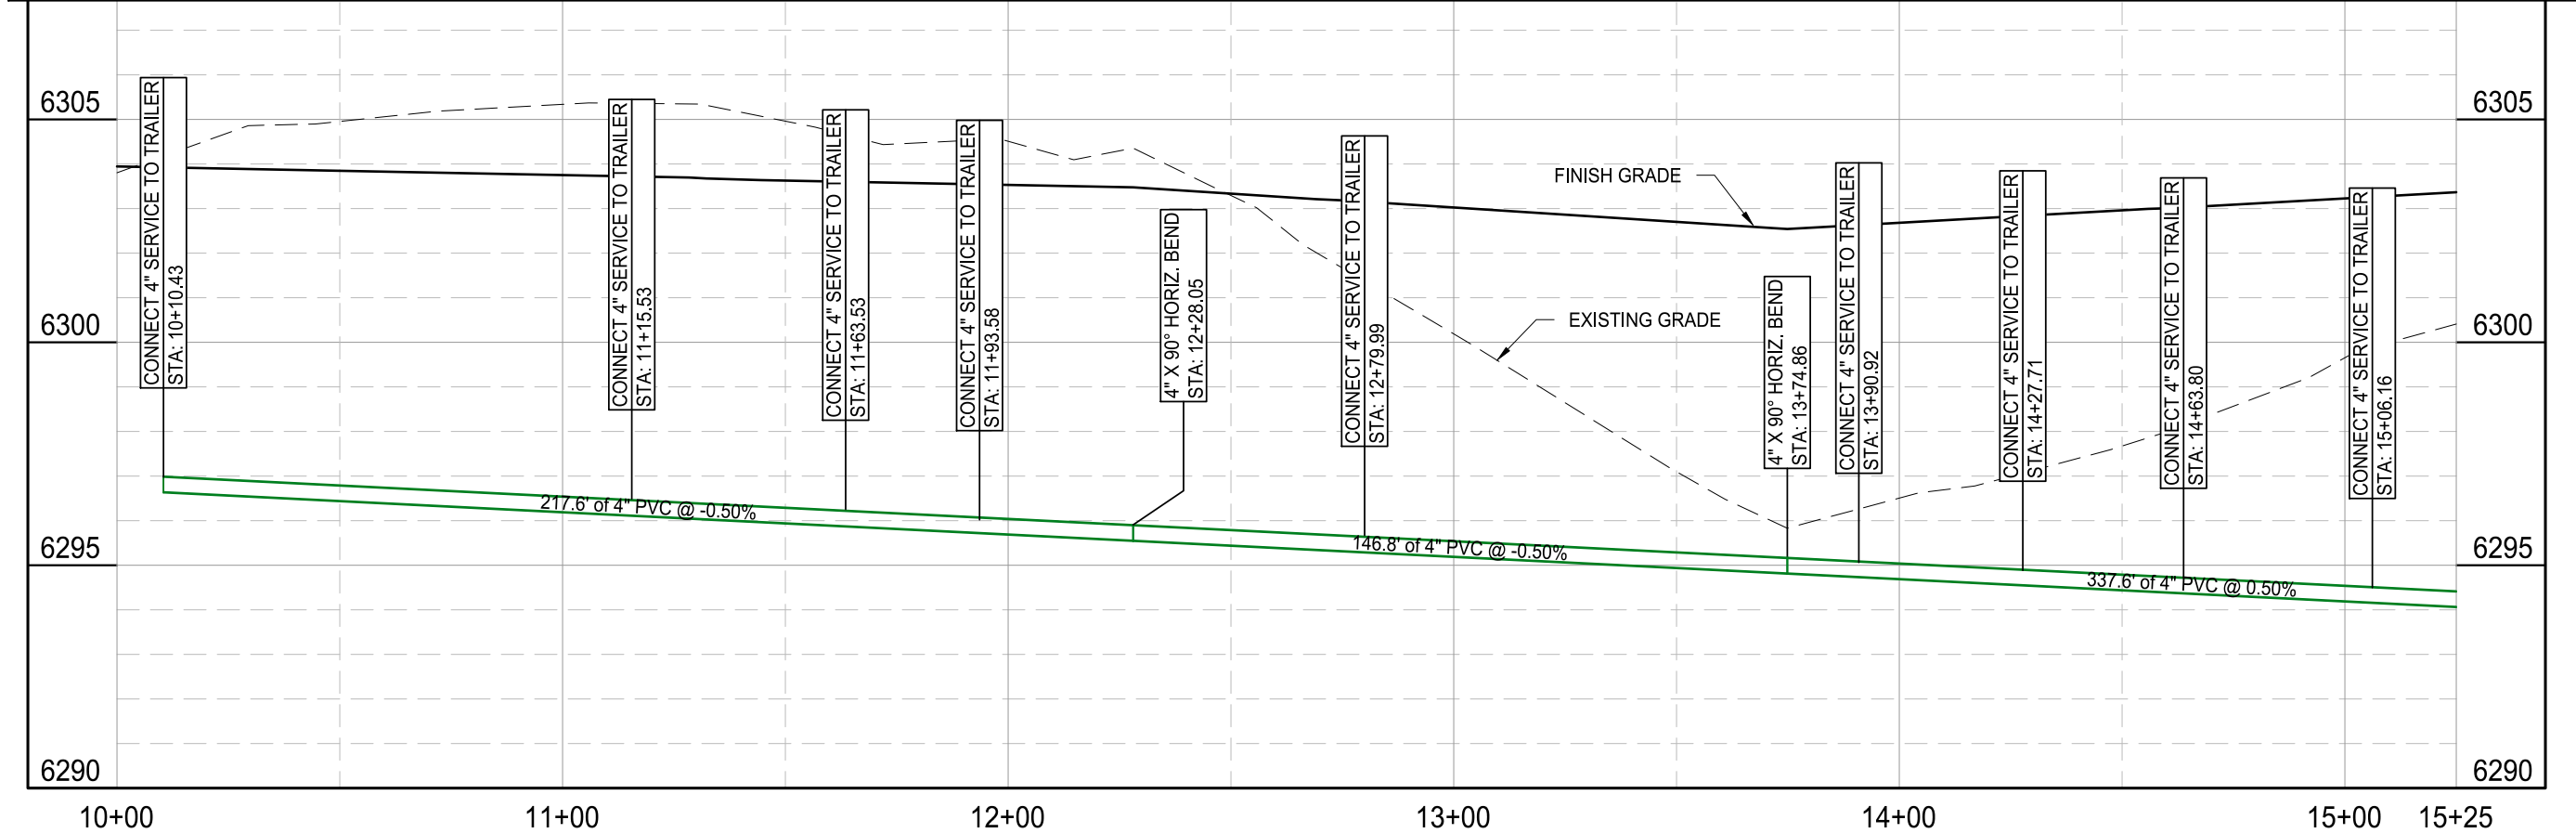 6305
6300
6295
6290
CONNECT 4" SERVICE TO TRAILER
STA: 10+10.43
CONNECT 4" SERVICE TO TRAILER
STA: 11+15.53
CONNECT 4" SERVICE TO TRAILER
STA: 11+63.53
CONNECT 4" SERVICE TO TRAILER
STA: 11+93.58
4" X 90° HORIZ. BEND
STA: 12+28.05
CONNECT 4" SERVICE TO TRAILER
STA: 12+79.99
FINISH GRADE
EXISTING GRADE
4" X 90° HORIZ. BEND
STA: 13+74.86
CONNECT 4" SERVICE TO TRAILER
STA: 13+90.92
CONNECT 4" SERVICE TO TRAILER
STA: 14+27.71
CONNECT 4" SERVICE TO TRAILER
STA: 14+63.80
CONNECT 4" SERVICE TO TRAILER
STA: 15+06.16
217.6' of 4" PVC @ -0.50%
146.8' of 4" PVC @ -0.50%
337.6' of 4" PVC @ 0.50%
6305
6300
6295
6290
10+00
11+00
12+00
13+00
14+00
15+00
15+25